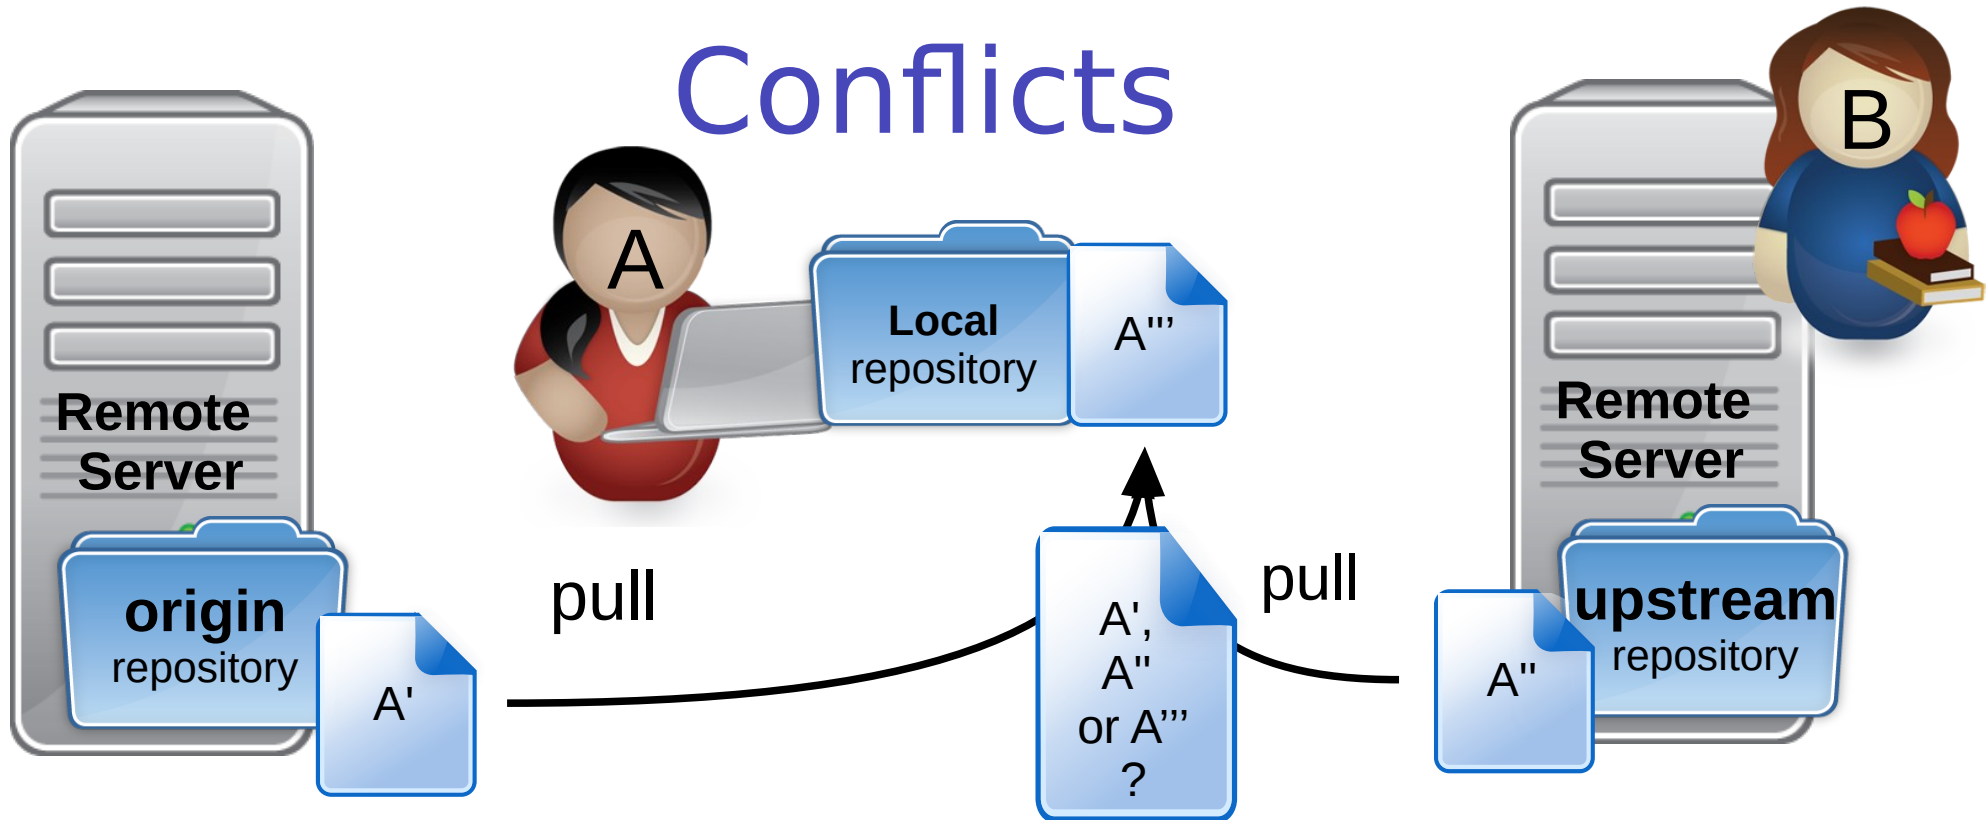 Conflicts
B
A
Local
repository
A'''
Remote
Server
Remote
Server
origin
repository
A'
pull
A',
A''
or A’’’
?
pull
A''
upstream
repository